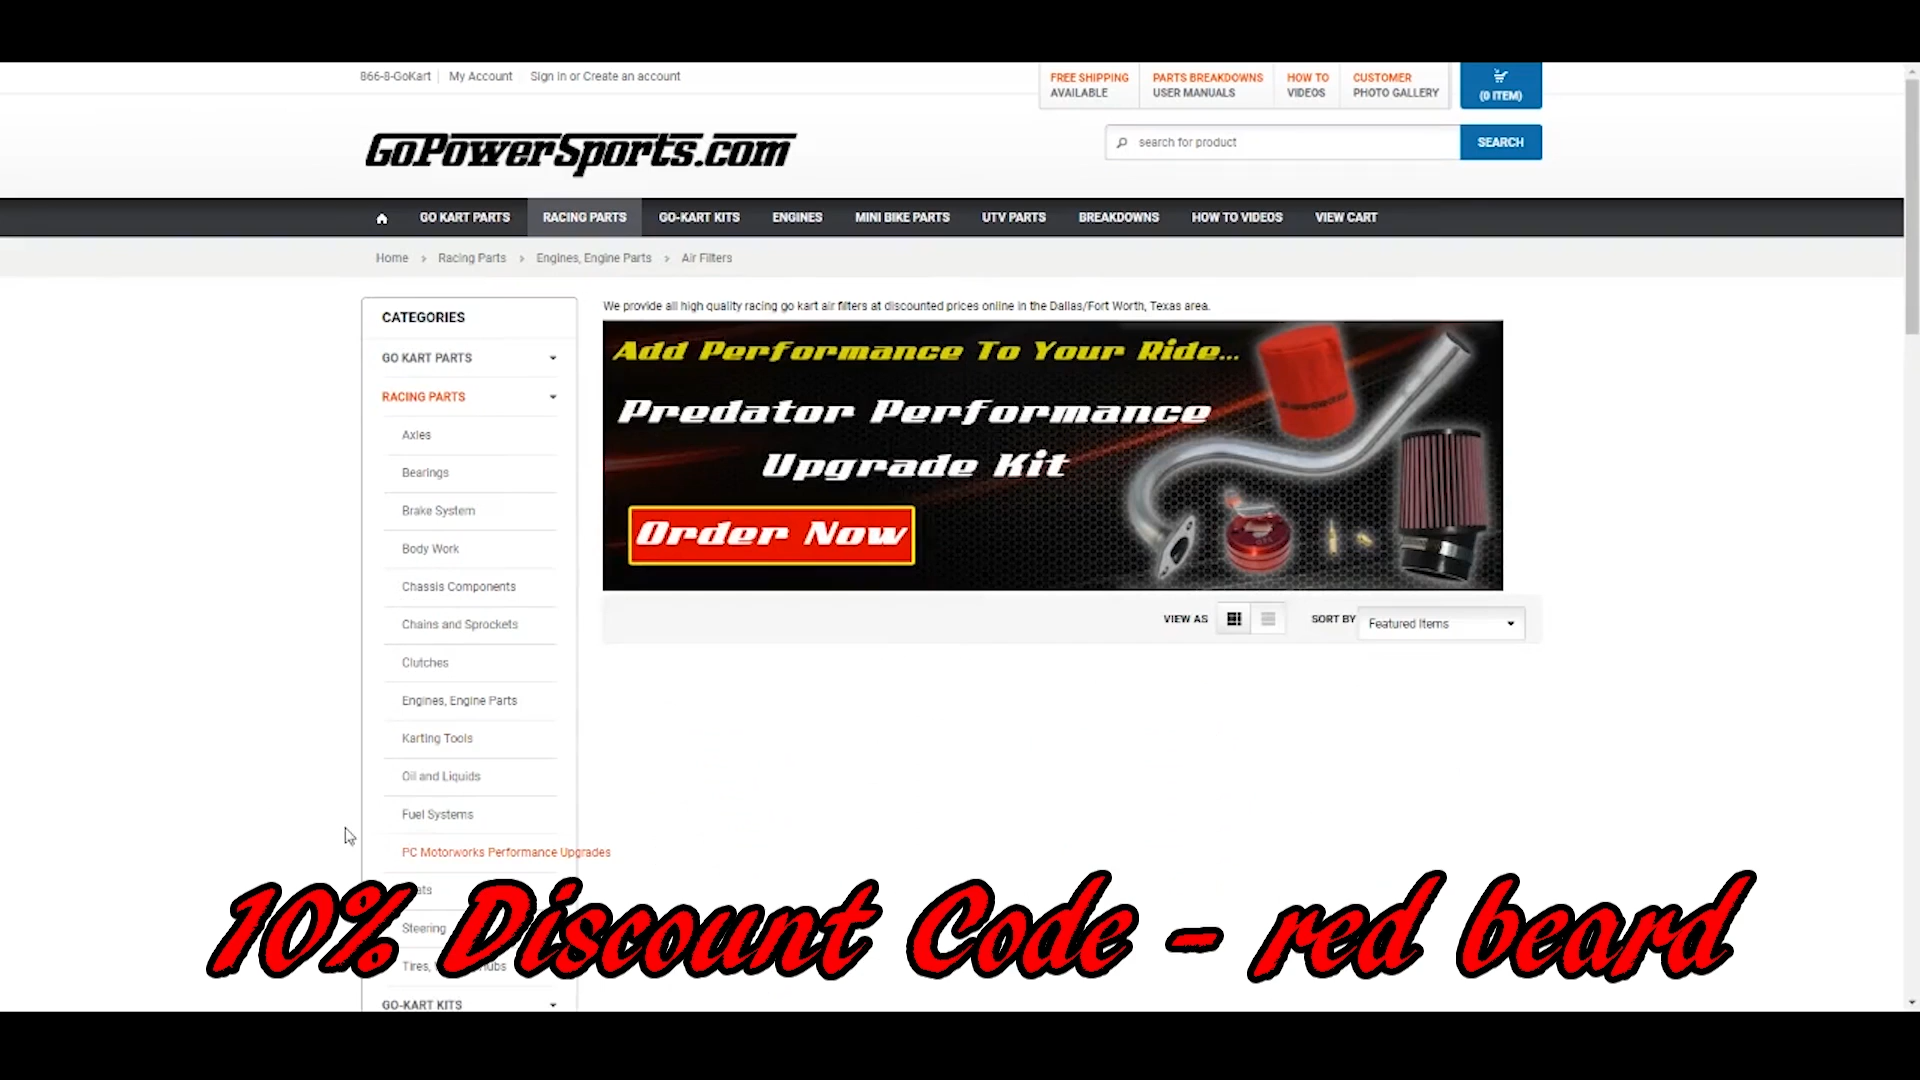 866-8-GoKart
My Account
Sign in or Create an account
FREE SHIPPING
AVAILABLE
PARTS BREAKDOWNS
USER MANUALS
HOW TO
VIDEOS
CUSTOMER
PHOTO GALLERY
(0 ITEM)
GoPowerSports.com
search for product
SEARCH
GO KART PARTS
RACING PARTS
GO-KART KITS
ENGINES
MINI BIKE PARTS
UTV PARTS
BREAKDOWNS
HOW TO VIDEOS
VIEW CART
Home > Racing Parts > Engines, Engine Parts > Air Filters
CATEGORIES
GO KART PARTS
RACING PARTS
Axles
Bearings
Brake System
Body Work
Chassis Components
Chains and Sprockets
Clutches
Engines, Engine Parts
Karting Tools
Oil and Liquids
Fuel Systems
PC Motorworks Performance Upgrades
Steering
Tires,
GO-KART KITS
We provide all high quality racing go kart air filters at discounted prices online in the Dallas/Fort Worth, Texas area.
Add Performance To Your Ride...
Predator Performance
Upgrade Kit
Order Now
VIEW AS
SORT BY
Featured Items
10% Discount Code - red beard